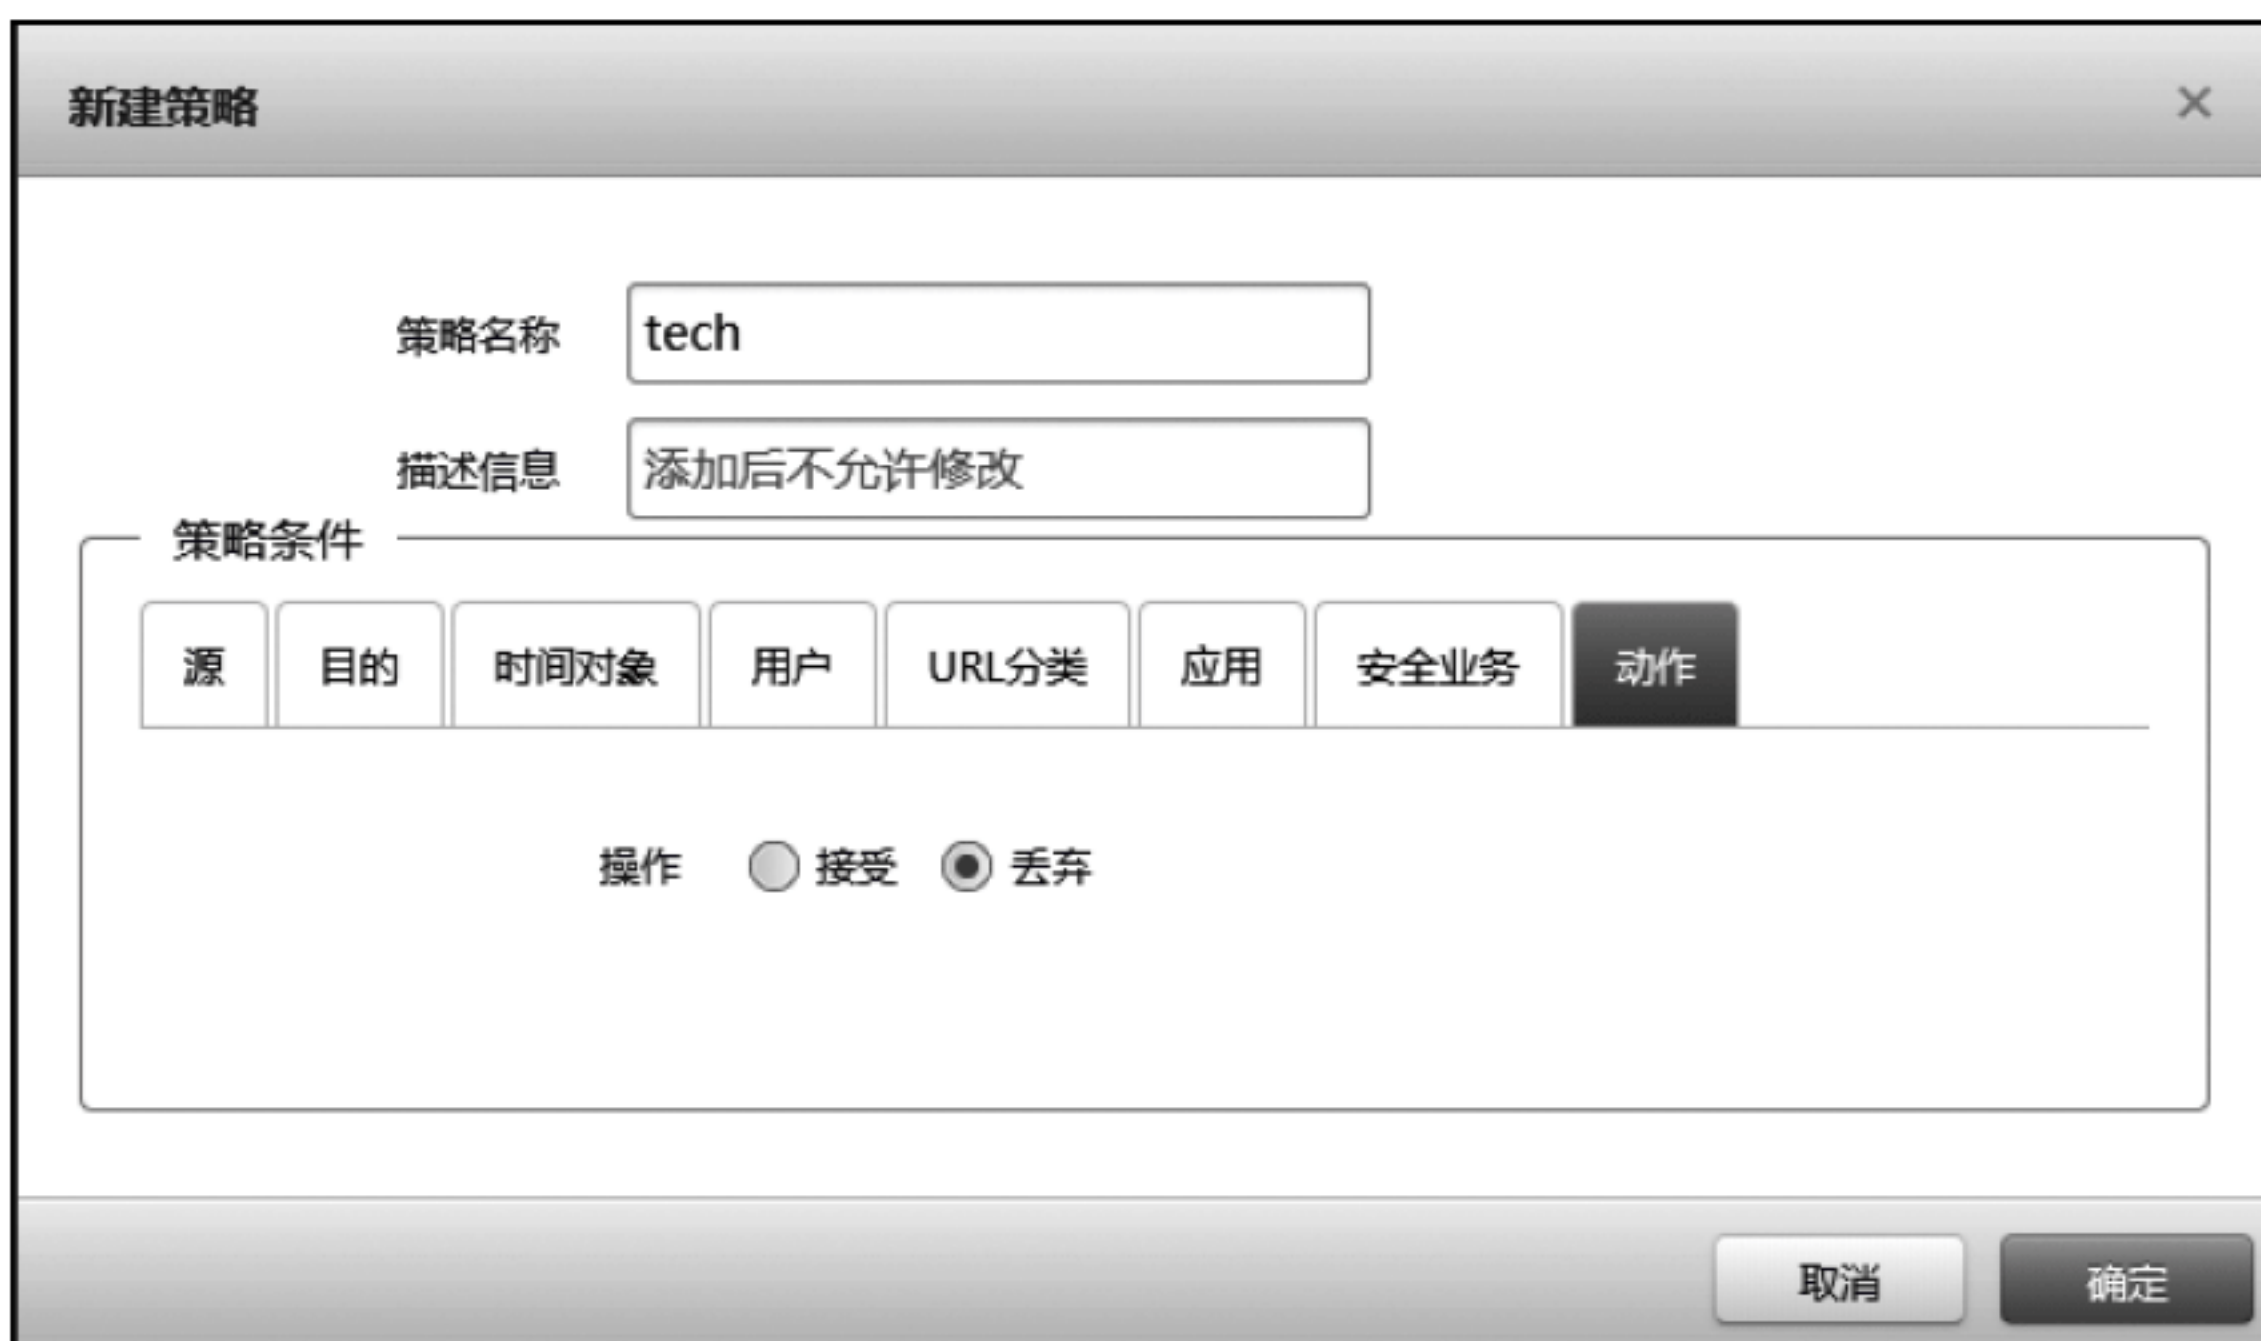 新建策略
策略名称 tech
描述信息 添加后不允许修改
策略条件
源 目的 时间对象 用户 URL分类 应用 安全业务 动作
操作 接受 丢弃
取消 确定